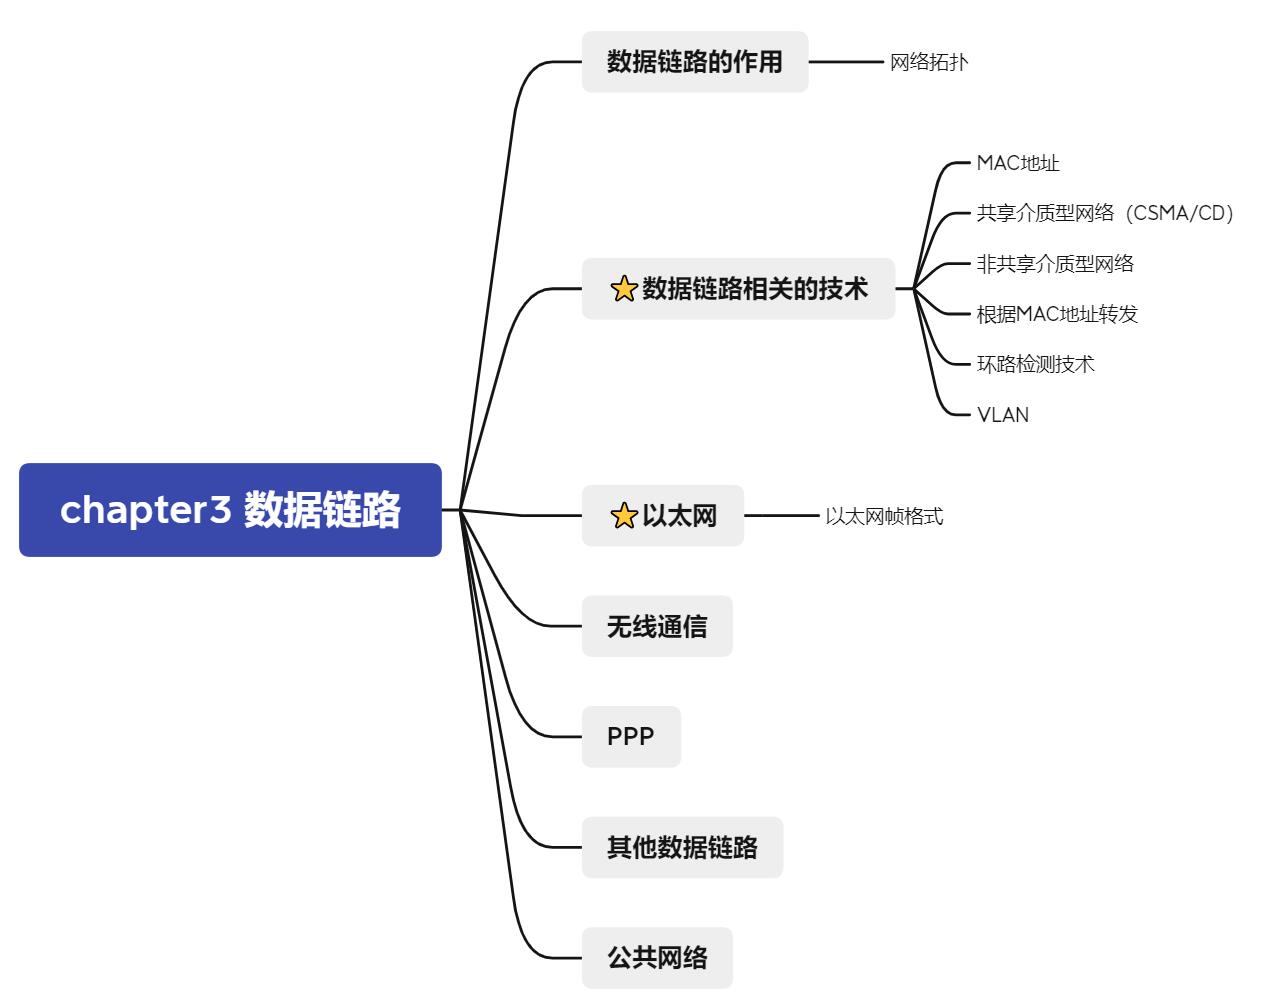 chapter3 数据链路
数据链路的作用
网络拓扑
数据链路相关的技术
MAC地址
共享介质型网络（CSMA/CD）
非共享介质型网络
根据MAC地址转发
环路检测技术
VLAN
以太网
以太网帧格式
无线通信
PPP
其他数据链路
公共网络